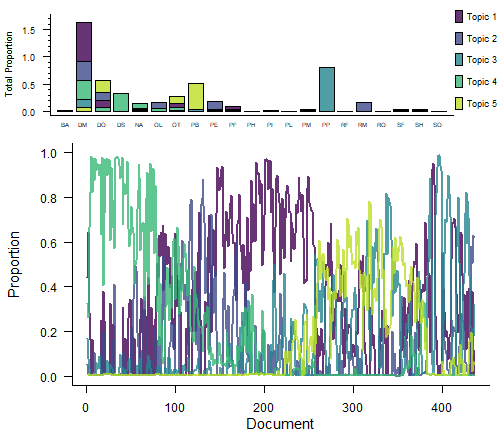 Total Proportion
1.5
1.0
0.5
0.0
BA DM DO DS NA OL OT PB PE PF PH PI PL PM PP RF RM RO SF SH SO
Topic 1
Topic 2
Topic 3
Topic 4
Topic 5
Proportion
1.0
0.8
0.6
0.4
0.2
0.0
0 100 200 300 400
Document